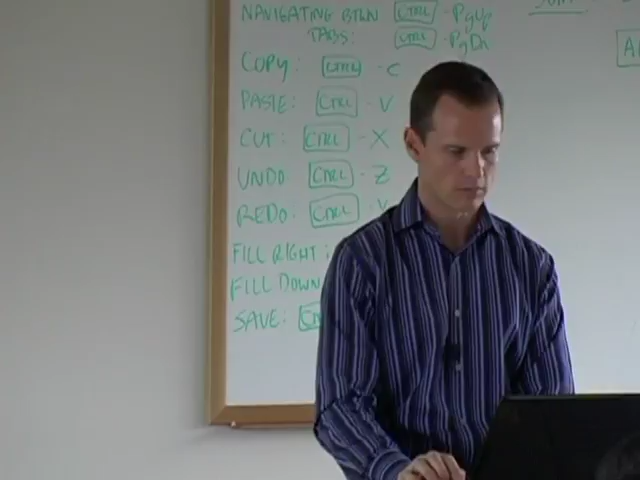 NAVIGATING BTWN CTRL - PgUp
TABS: CTRL - PgDn
COPY: CTRL - C
PASTE: CTRL - V
CUT: CTRL - X
UNDO CTRL - Z
REDO: CTRL - Y
FILL RIGHT:
FILL DOWN
SAVE: